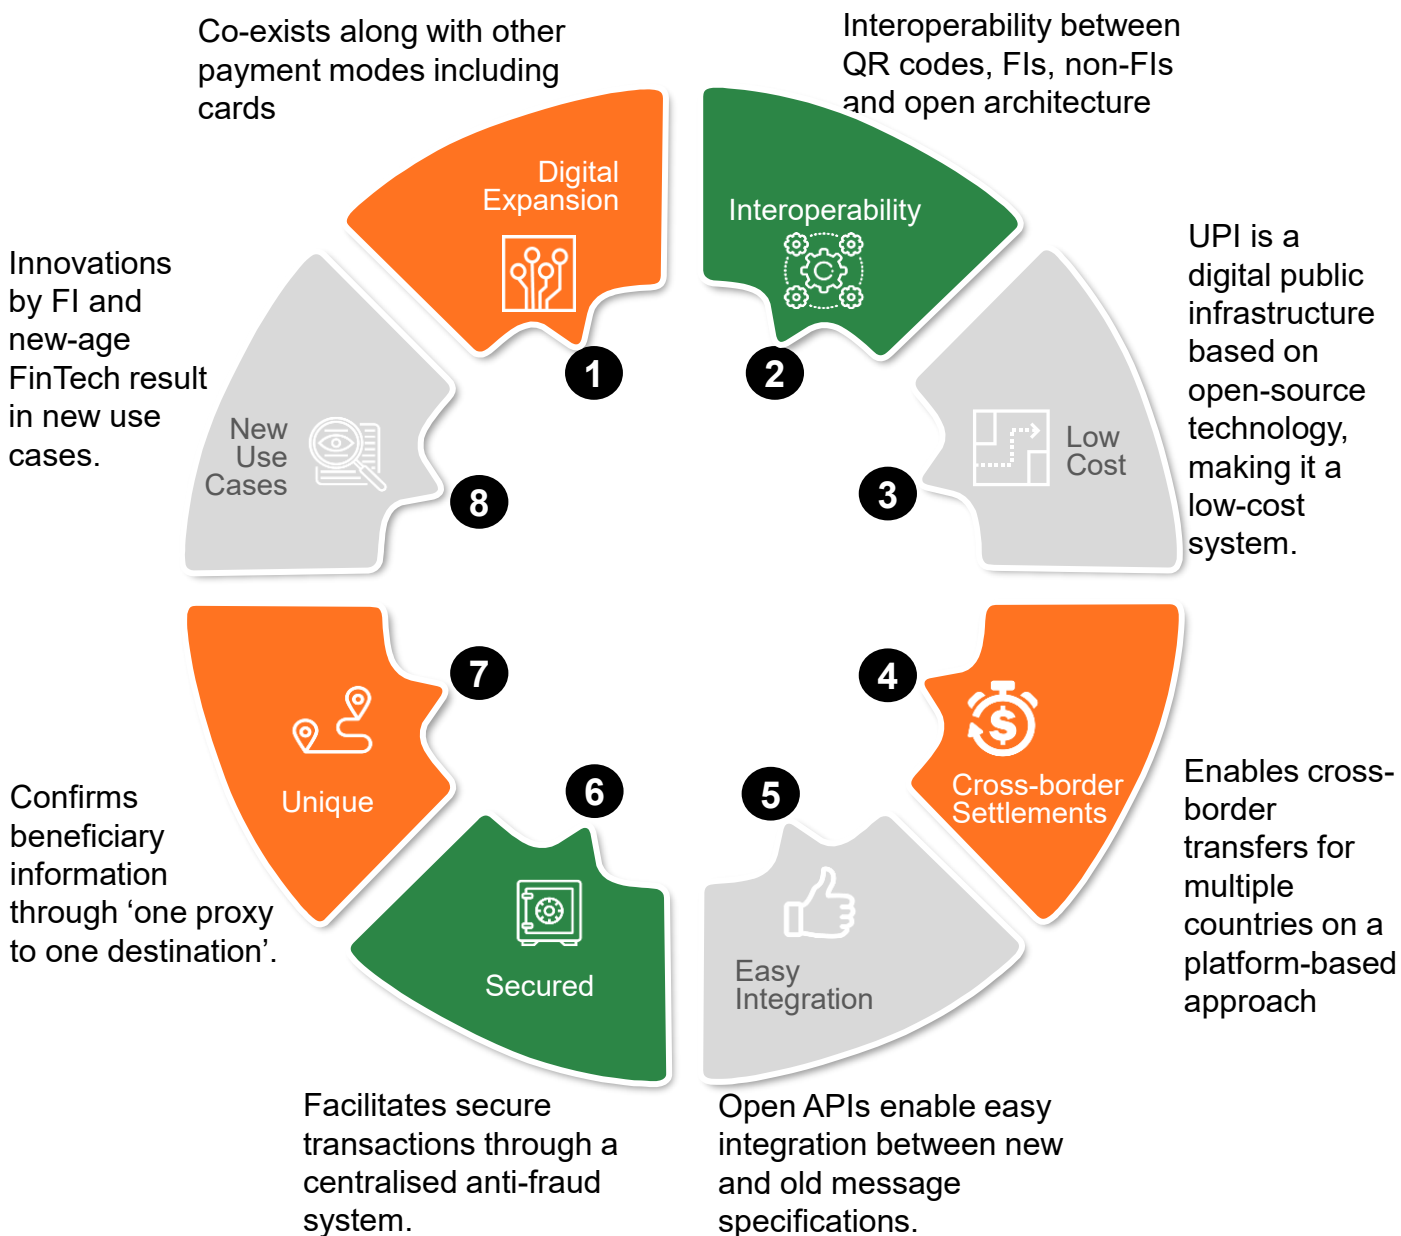 Co-exists along with other
payment modes including
cards
Digital
Expansion
1
Interoperability between
QR codes, FIs, non-FIs
and open architecture
Interoperability
2
UPI is a
digital public
infrastructure
based on
open-source
technology,
making it a
low-cost
system.
Low
Cost
3
Enables cross-
border
transfers for
multiple
countries on a
platform-based
approach
$
Cross-border
Settlements
4
Open APIs enable easy
integration between new
and old message
specifications.
Easy
Integration
5
Facilitates secure
transactions through a
centralised anti-fraud
system.
Secured
6
Confirms
beneficiary
information
through ‘one proxy
to one destination’.
Unique
7
Innovations
by FI and
new-age
FinTech result
in new use
cases.
New
Use
Cases
8